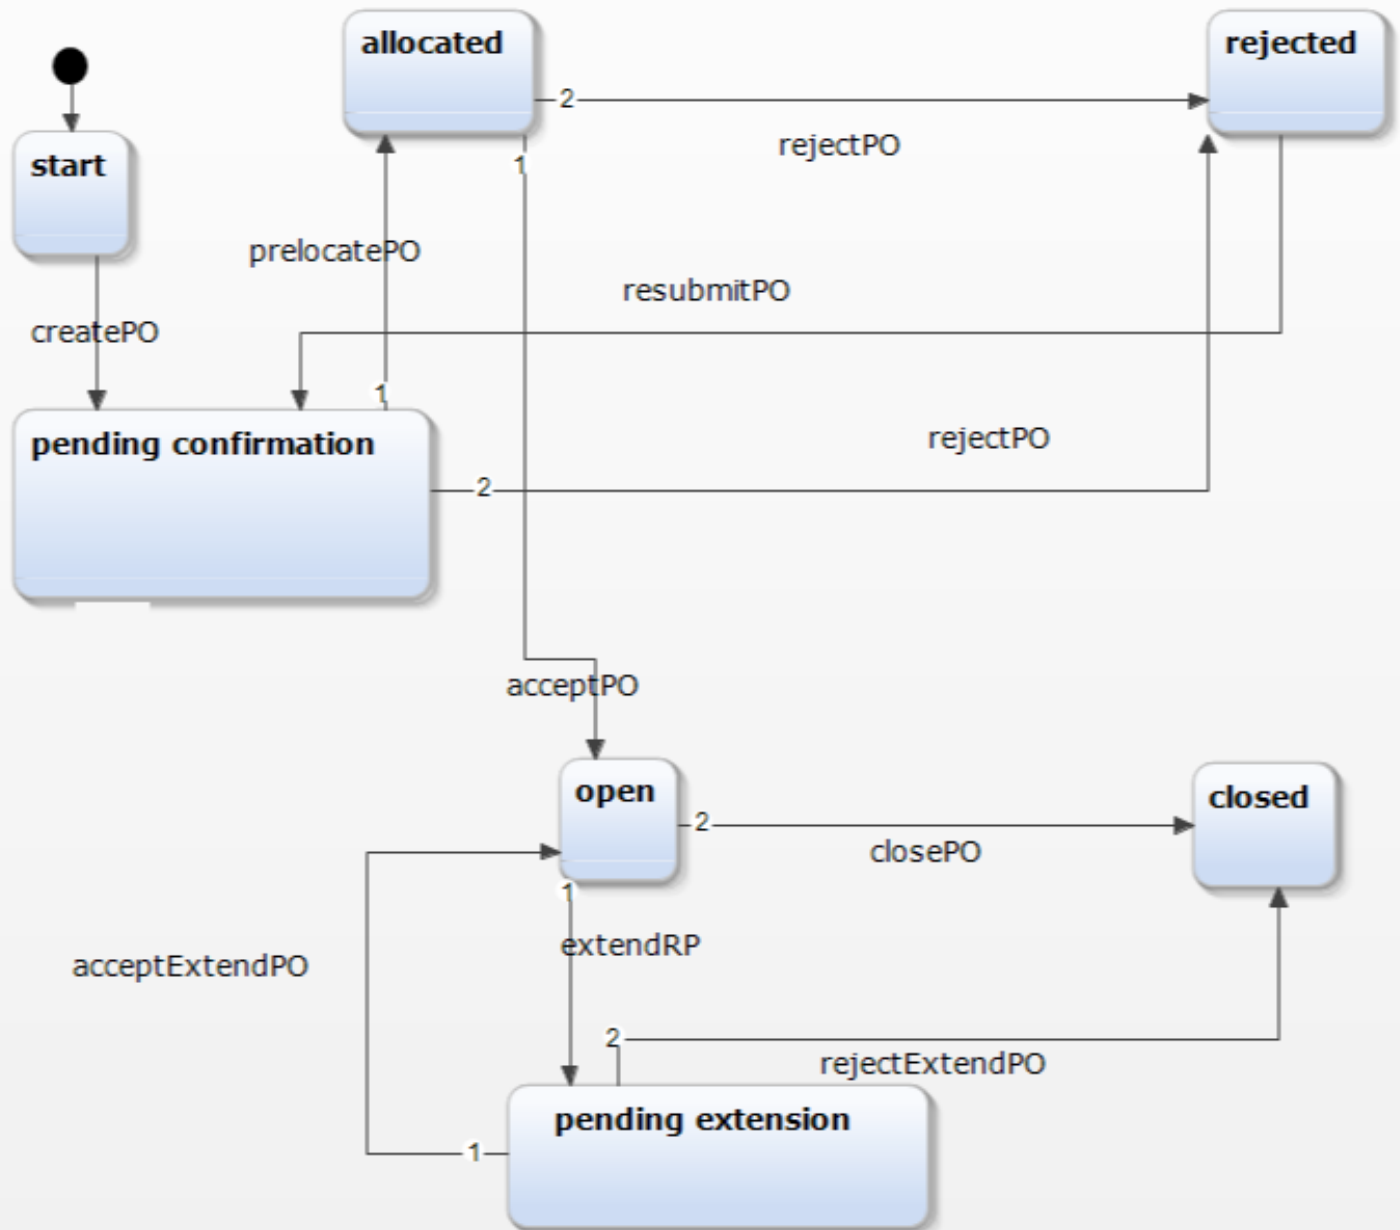 allocated
rejected
2
rejectPO
start
1
prelocatePO
resubmitPO
createPO
1
pending confirmation
rejectPO
2
acceptPO
open
closed
2
closePO
1
extendRP
acceptExtendPO
2
rejectExtendPO
pending extension
1